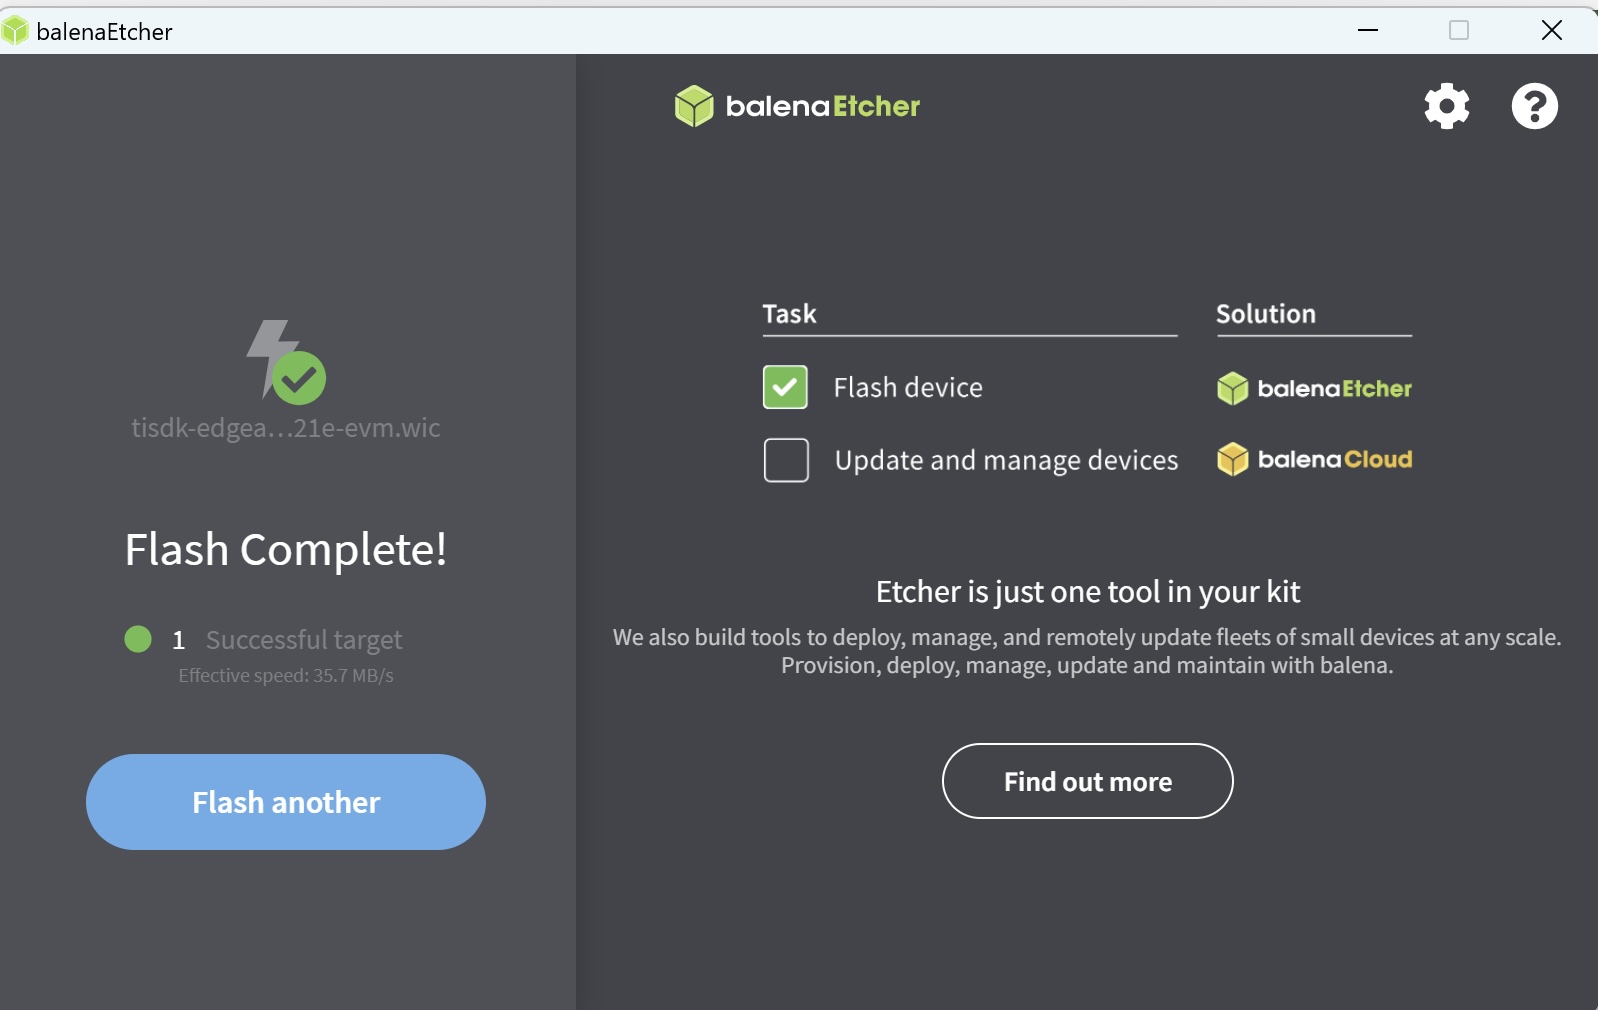 balenaEtcher
balenaEtcher
Task
Solution
Flash device
balenaEtcher
Update and manage devices
balenaCloud
tisdk-edgea...21e-evm.wic
Flash Complete!
1 Successful target
Effective speed: 35.7 MB/s
Flash another
Etcher is just one tool in your kit
We also build tools to deploy, manage, and remotely update fleets of small devices at any scale.
Provision, deploy, manage, update and maintain with balena.
Find out more